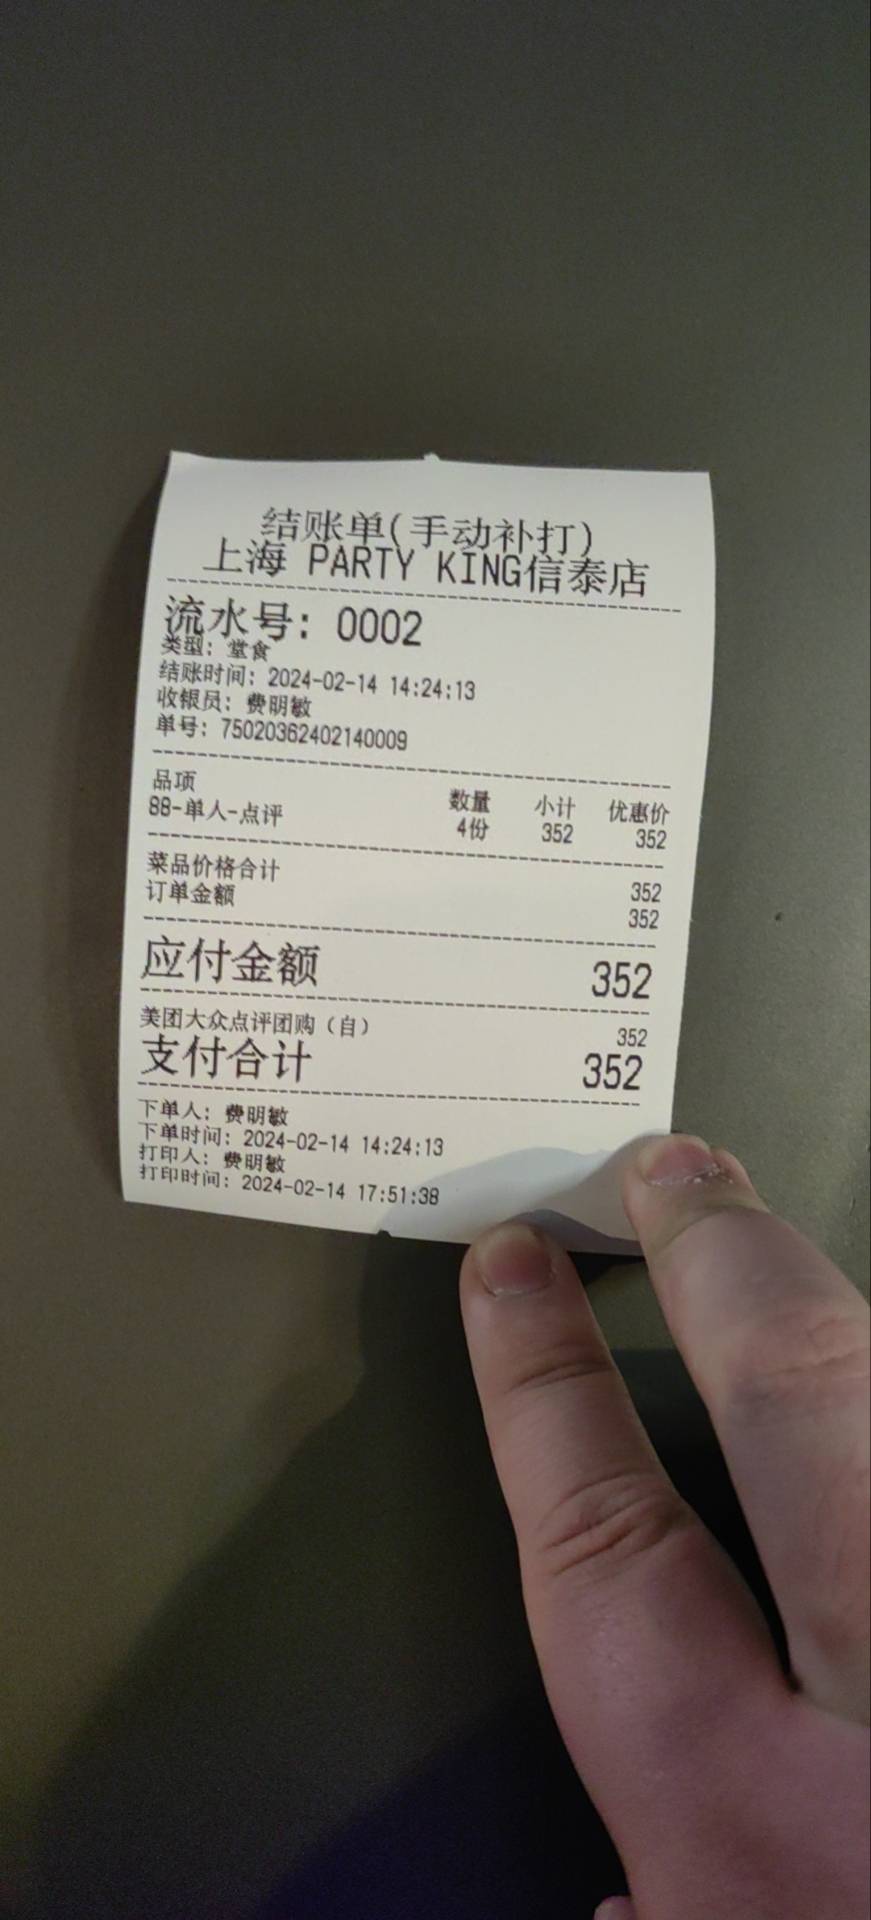 结账单(手动补打)
上海 PARTY KING信泰店
流水号: 0002
类型: 堂食
结账时间: 2024-02-14 14:24:13
收银员: 费明敏
单号: 75020362402140009
品项 数量 小计 优惠价
88-单人-点评 4份 352 352
菜品价格合计 352
订单金额 352
应付金额 352
美团大众点评团购（自） 352
支付合计 352
下单人: 费明敏
下单时间: 2024-02-14 14:24:13
打印人: 费明敏
打印时间: 2024-02-14 17:51:38